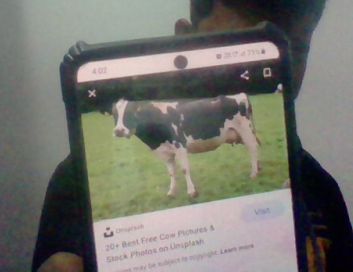 4:02
71%
Unsplash
Visit
20+ Best Free Cow Pictures &
Stock Photos on Unsplash
may be subject to copyright. Learn more